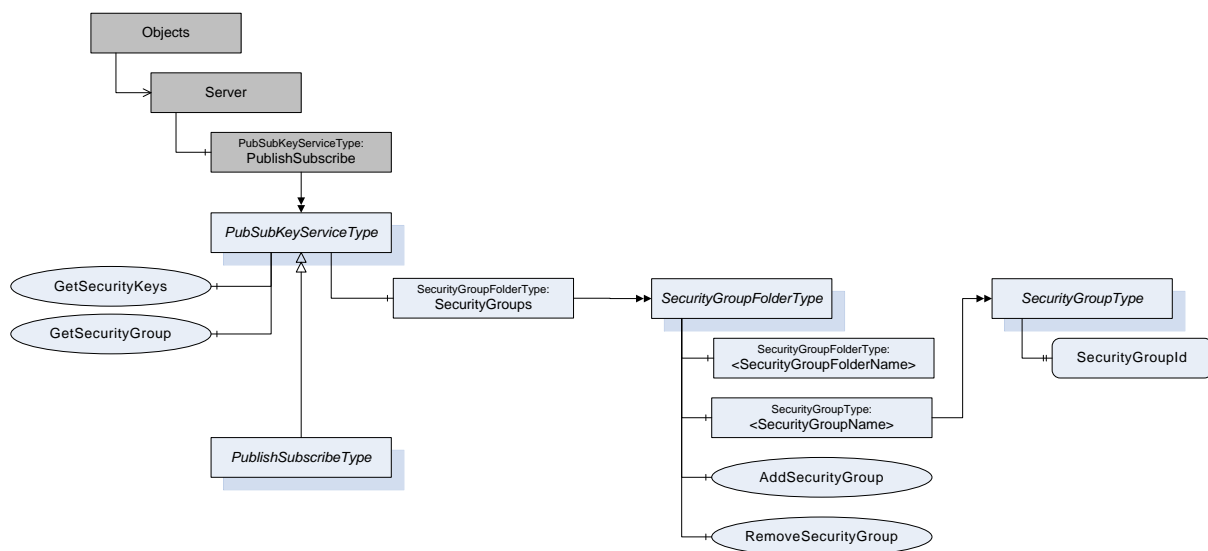 Objects
Server
PubSubKeyServiceType:
PublishSubscribe
PubSubKeyServiceType
GetSecurityKeys
GetSecurityGroup
SecurityGroupFolderType:
SecurityGroups
SecurityGroupFolderType
SecurityGroupType
SecurityGroupFolderType:
<SecurityGroupFolderName>
SecurityGroupId
SecurityGroupType:
<SecurityGroupName>
PublishSubscribeType
AddSecurityGroup
RemoveSecurityGroup